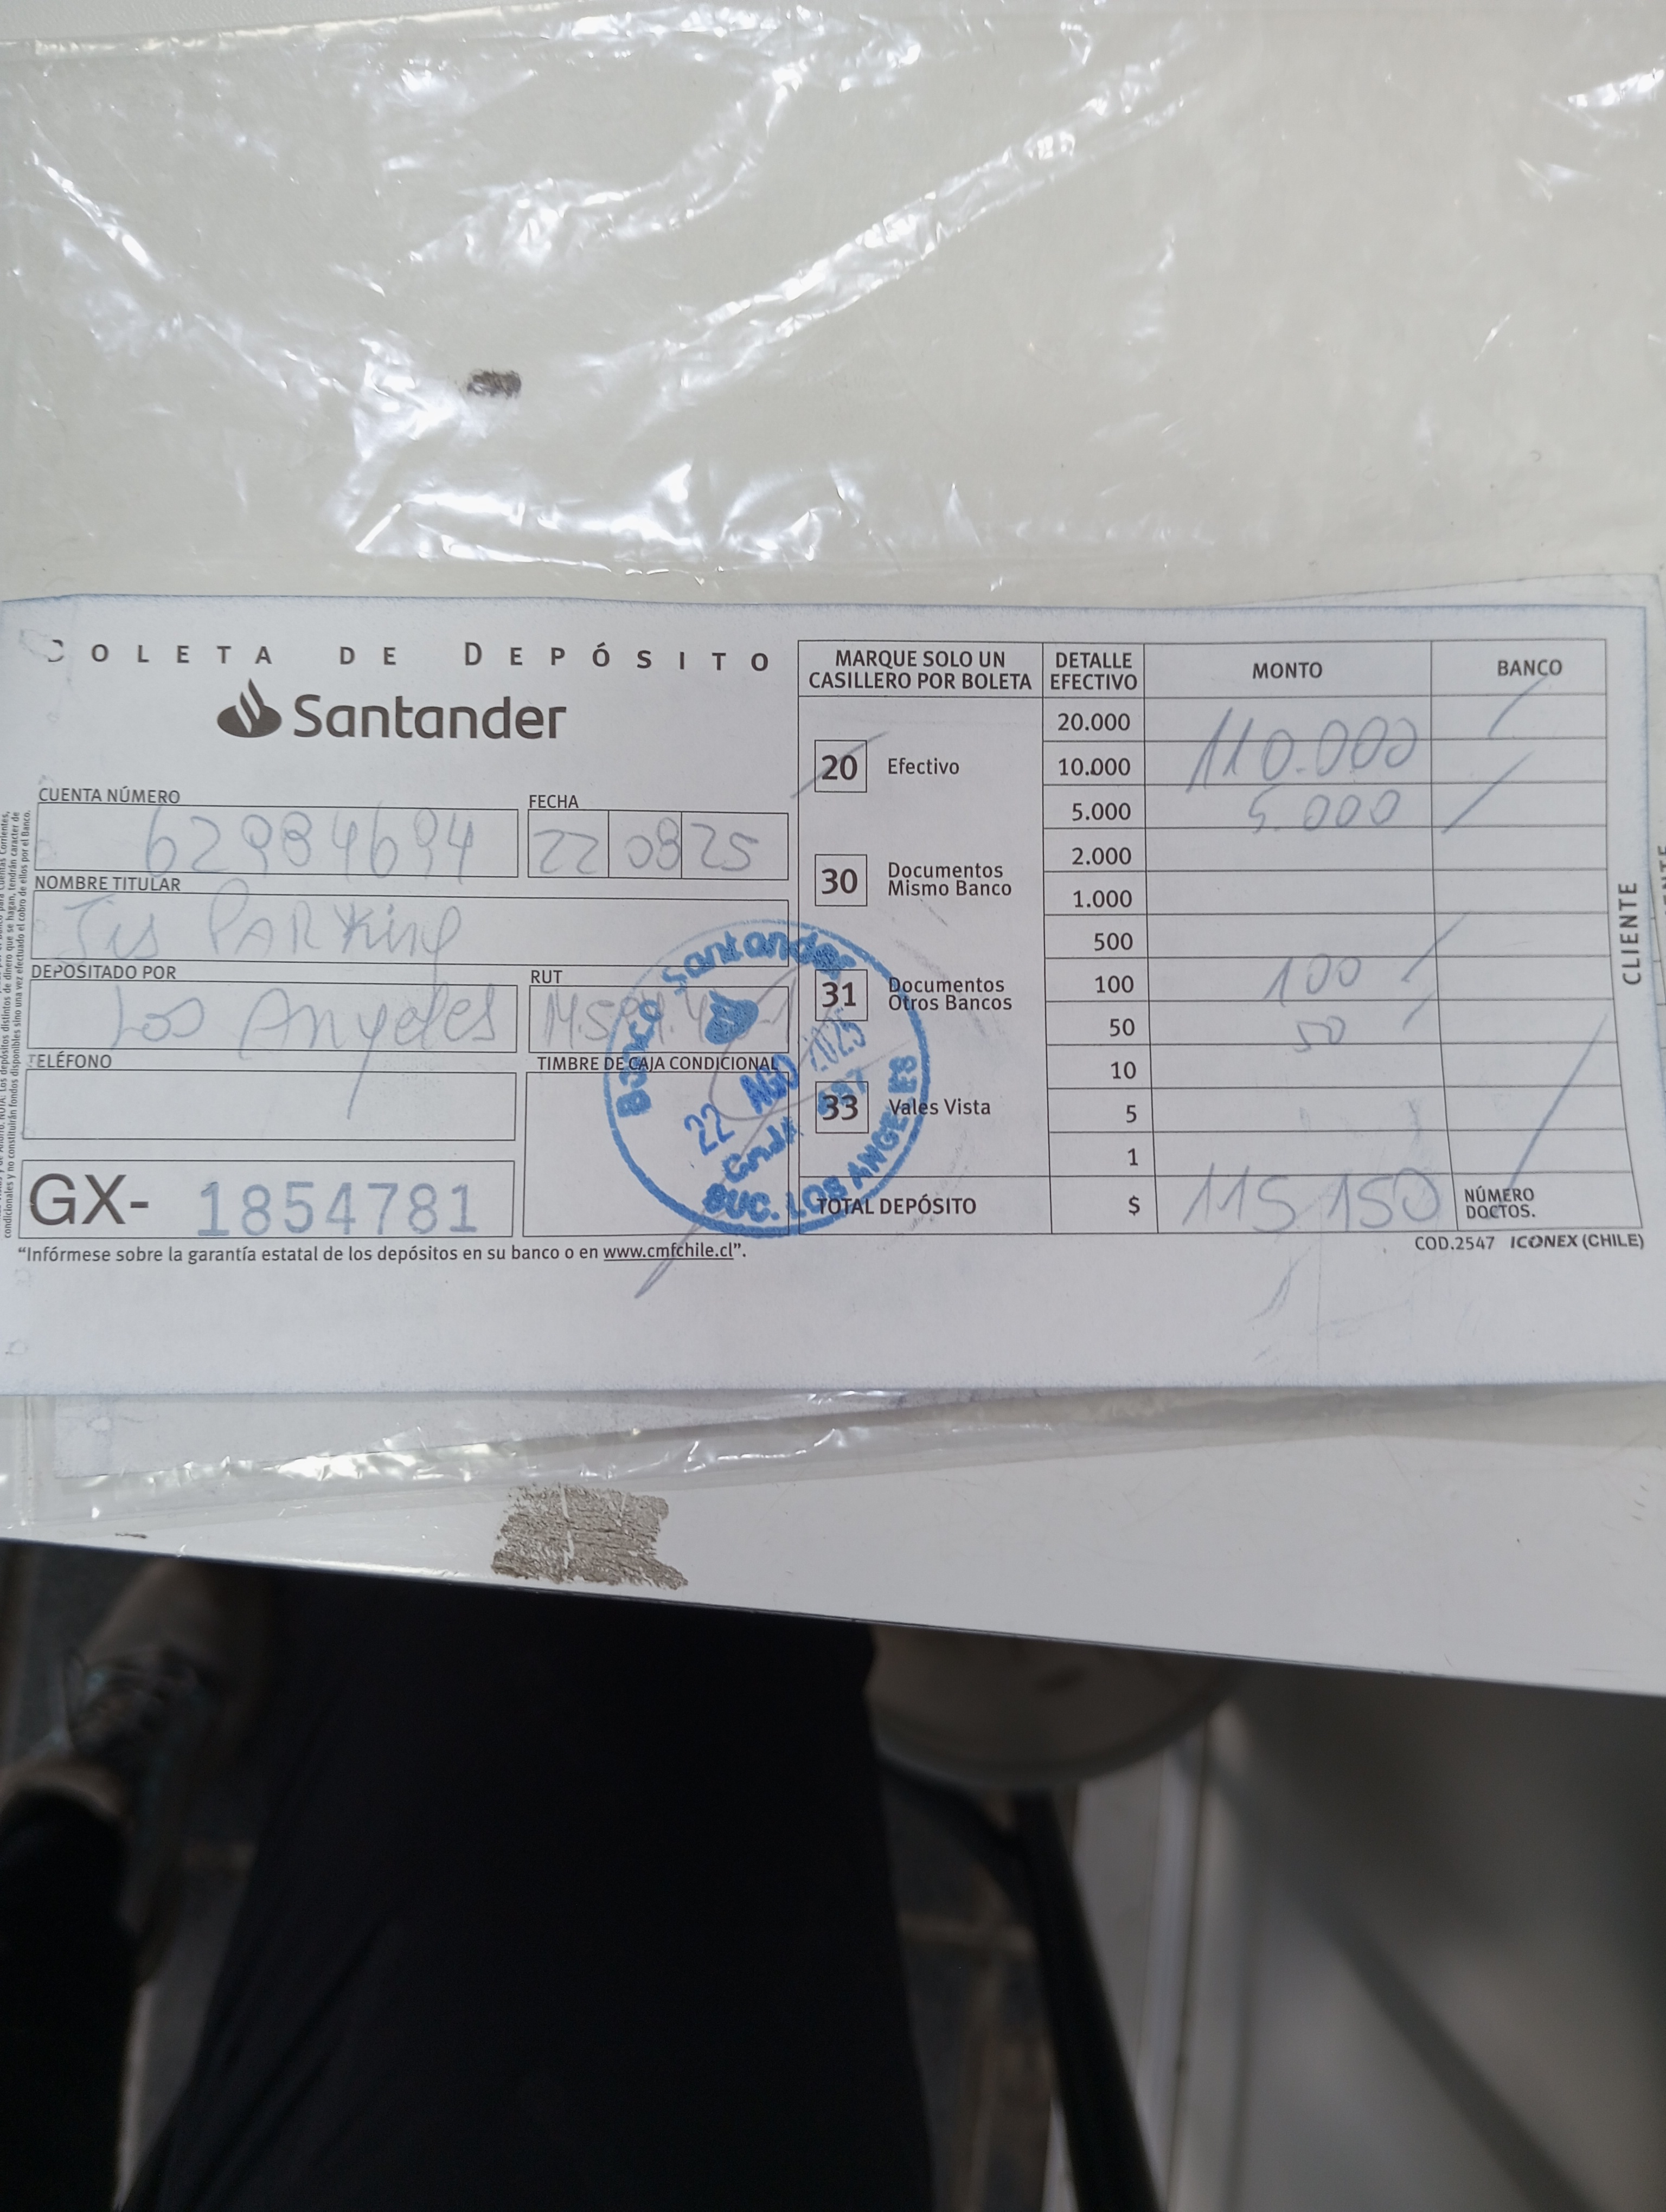 OLETA DE DEPÓSITO
Santander
CUENTA NÚMERO
62984694
FECHA
22 08 25
NOMBRE TITULAR
Jis PARKing
DEPOSITADO POR
Los Angeles
RUT
TELÉFONO
TIMBRE DE CAJA CONDICIONAL
GX- 1854781
"Infórmese sobre la garantía estatal de los depósitos en su banco o en www.cmfchile.cl".
MARQUE SOLO UN
CASILLERO POR BOLETA
20 Efectivo
30 Documentos
Mismo Banco
31 Documentos
Otros Bancos
33 Vales Vista
TOTAL DEPÓSITO
DETALLE
EFECTIVO
MONTO
BANCO
20.000
10.000
110.000
5.000 5.000
2.000
1.000
500
100 100
50 50
10
5
1
$ 115.150
NÚMERO
DOCTOS.
COD.2547 ICONEX (CHILE)
CLIENTE
Banco Santander
22 AGO 2025
SUC. LOS ANGELES